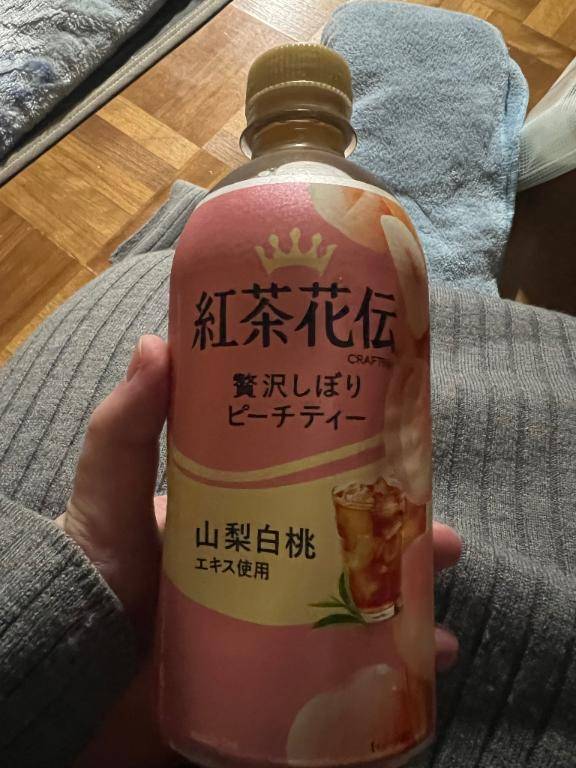 紅茶花伝
贅沢しぼり
ピーチティー
山梨白桃
エキス使用